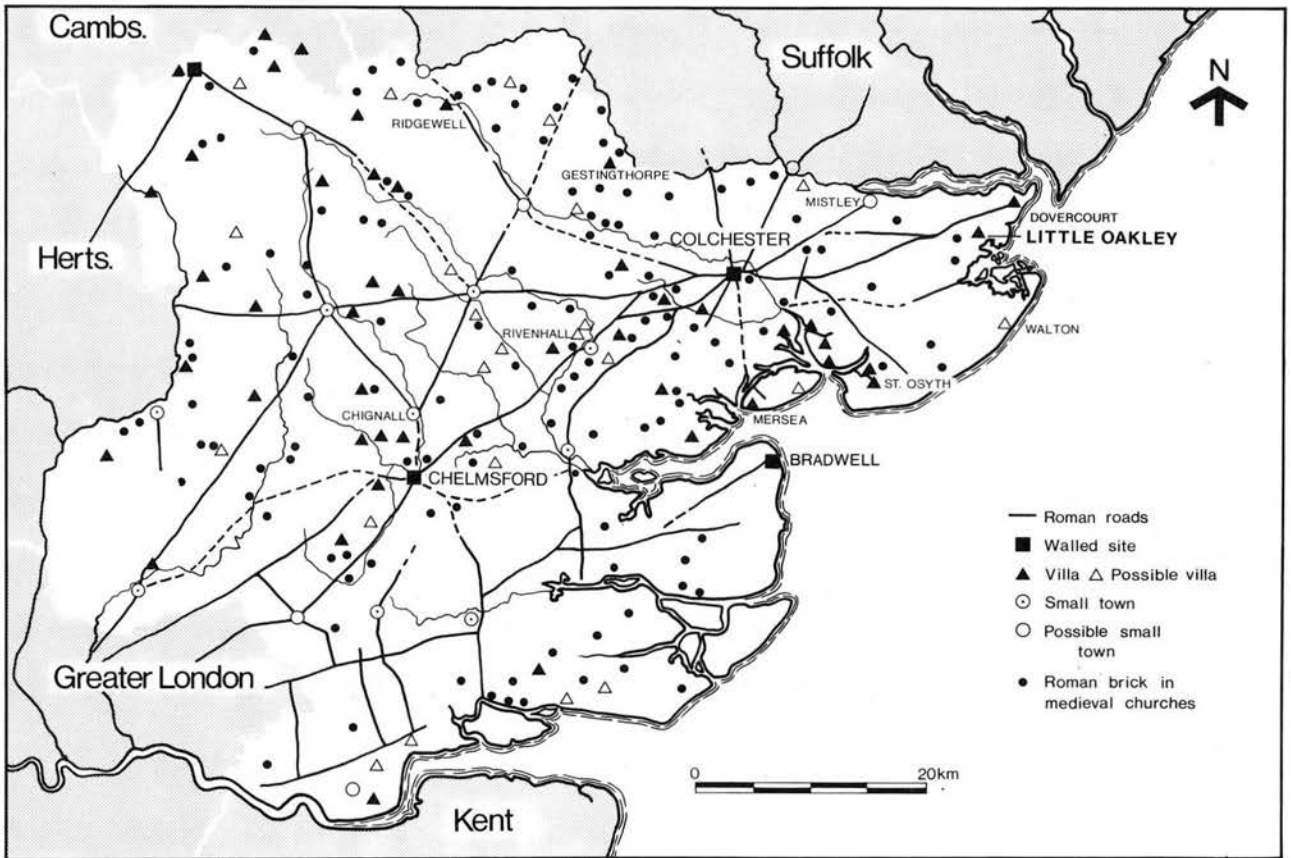 Cambs.
Suffolk
N
RIDGEWELL
GESTINGTHORPE
MISTLEY
DOVERCOURT
LITTLE OAKLEY
COLCHESTER
Herts.
WALTON
RIVENHALL
ST. OSYTH
CHIGNALL
MERSEA
BRADWELL
CHELMSFORD
Roman roads
Walled site
Villa △ Possible villa
Small town
Possible small
town
Roman brick in
medieval churches
Greater London
0 20km
Kent